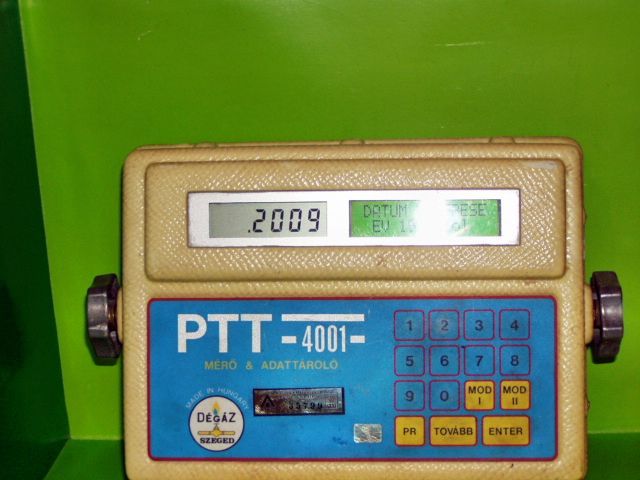 .2009
DATUM
EV
PTT -4001-
MÉRŐ & ADATTÁROLÓ
MADE IN HUNGARY
DÉGÁZ
SZEGED
1 2 3 4
5 6 7 8
9 0 MOD I MOD II
PR TOVÁBB ENTER